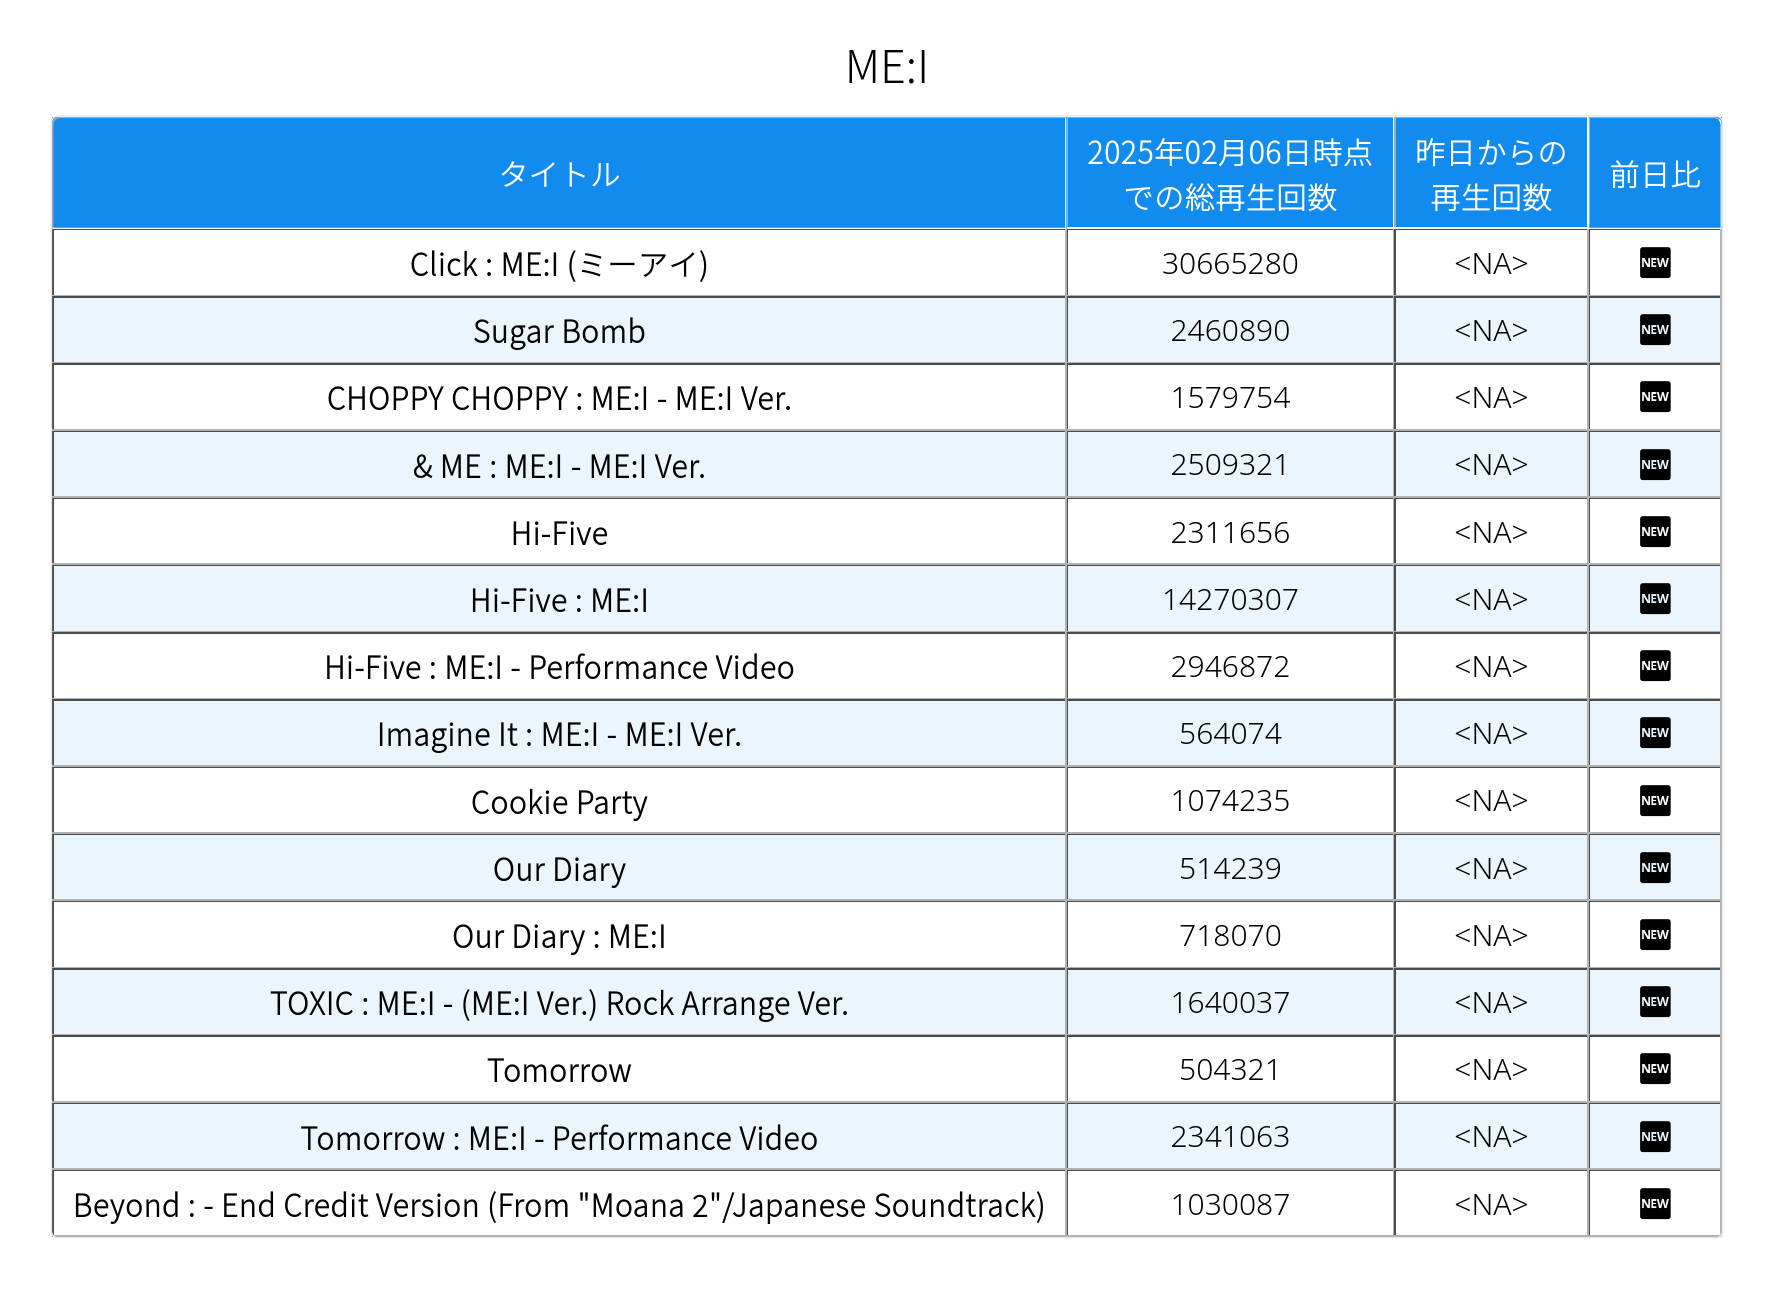 ME:I
タイトル
2025年02月06日時点
での総再生回数
昨日からの
再生回数
前日比
Click : ME:I (ミーアイ) 30665280 <NA> NEW
Sugar Bomb 2460890 <NA> NEW
CHOPPY CHOPPY : ME:I - ME:I Ver. 1579754 <NA> NEW
& ME : ME:I - ME:I Ver. 2509321 <NA> NEW
Hi-Five 2311656 <NA> NEW
Hi-Five : ME:I 14270307 <NA> NEW
Hi-Five : ME:I - Performance Video 2946872 <NA> NEW
Imagine It : ME:I - ME:I Ver. 564074 <NA> NEW
Cookie Party 1074235 <NA> NEW
Our Diary 514239 <NA> NEW
Our Diary : ME:I 718070 <NA> NEW
TOXIC : ME:I - (ME:I Ver.) Rock Arrange Ver. 1640037 <NA> NEW
Tomorrow 504321 <NA> NEW
Tomorrow : ME:I - Performance Video 2341063 <NA> NEW
Beyond : - End Credit Version (From "Moana 2"/Japanese Soundtrack) 1030087 <NA> NEW